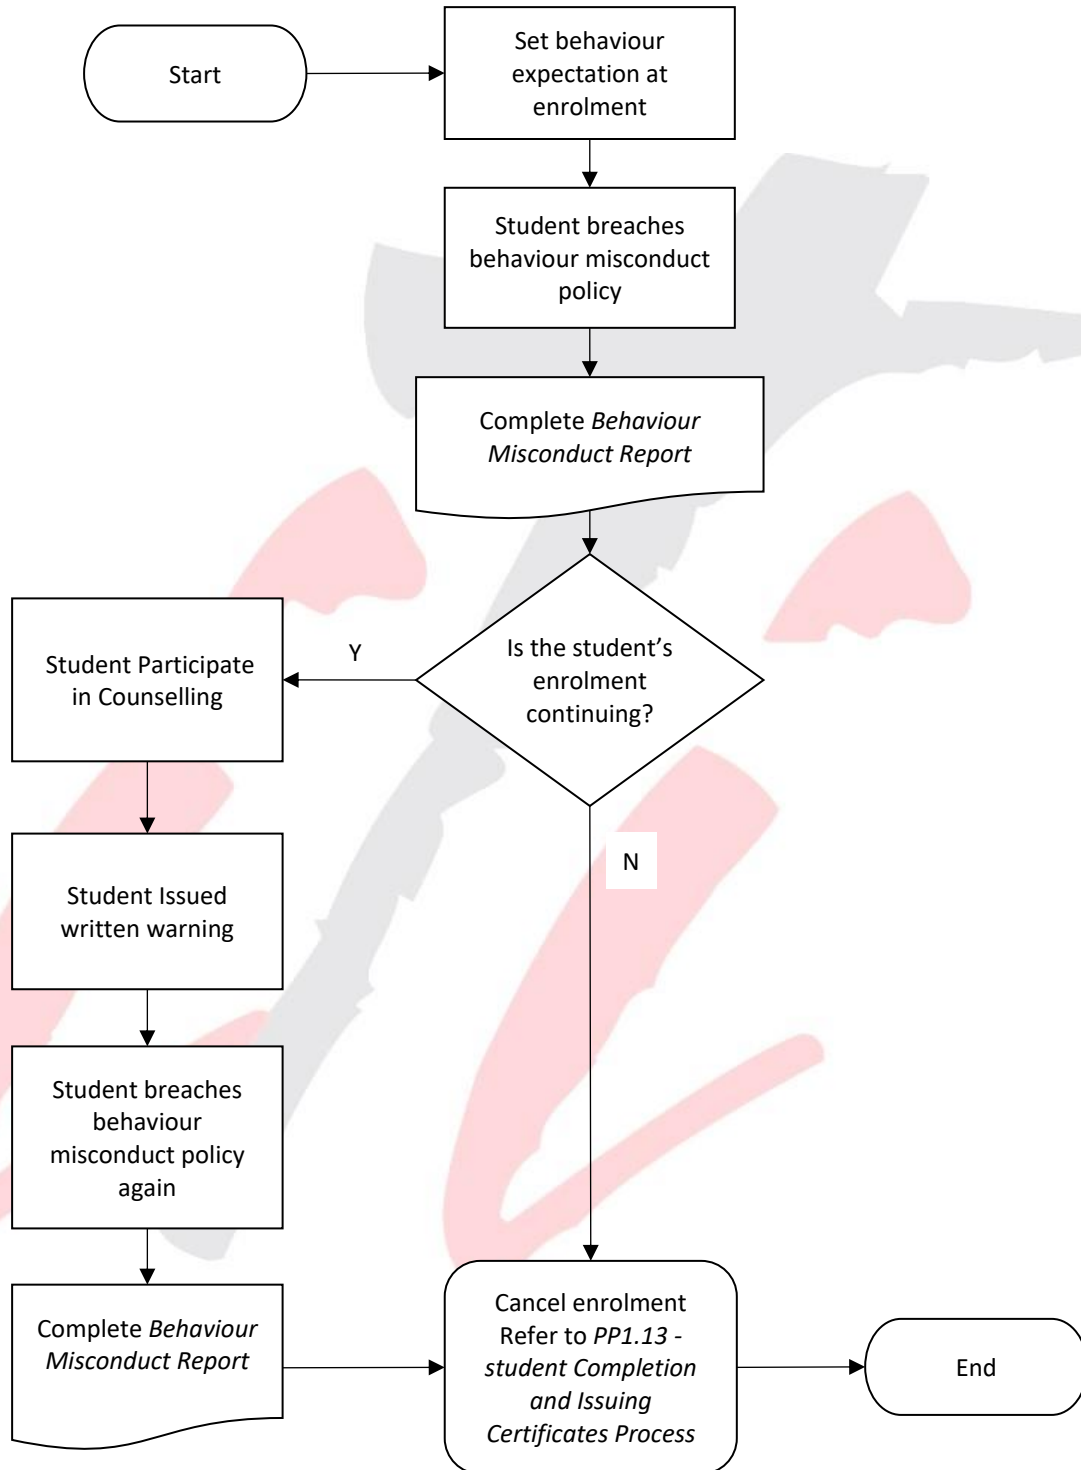 Start
Set behaviour
expectation at
enrolment
Student breaches
behaviour misconduct
policy
Complete Behaviour
Misconduct Report
Is the student's
enrolment
continuing?
Y
N
Student Participate
in Counselling
Student Issued
written warning
Student breaches
behaviour
misconduct policy
again
Complete Behaviour
Misconduct Report
Cancel enrolment
Refer to PP1.13 -
student Completion
and Issuing
Certificates Process
End